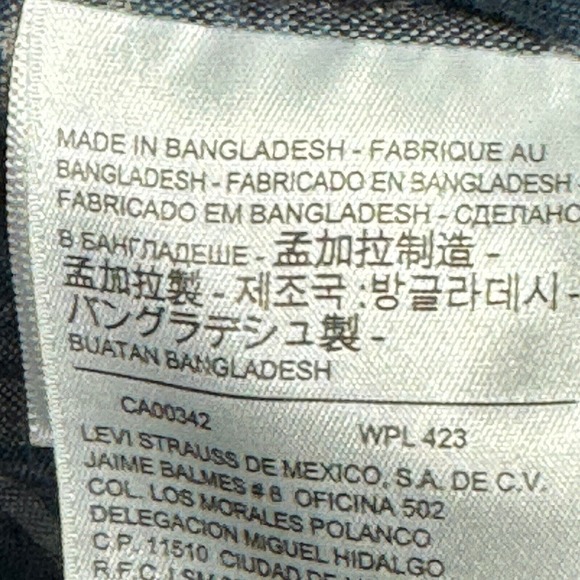 MADE IN BANGLADESH - FABRIQUE AU
BANGLADESH - FABRICADO EN BANGLADESH
FABRICADO EM BANGLADESH - СДЕЛАНО
В БАНГЛАДЕШЕ - 孟加拉制造 -
孟加拉製 - 제조국 :방글라데시 -
バングラデシュ製 -
BUATAN BANGLADESH
CA00342 WPL 423
LEVI STRAUSS DE MEXICO, S.A. DE C.V.
JAIME BALMES # 8 OFICINA 502
COL. LOS MORALES POLANCO
DELEGACION MIGUEL HIDALGO
C.P. 11510 CIUDAD DE
R.F.C.